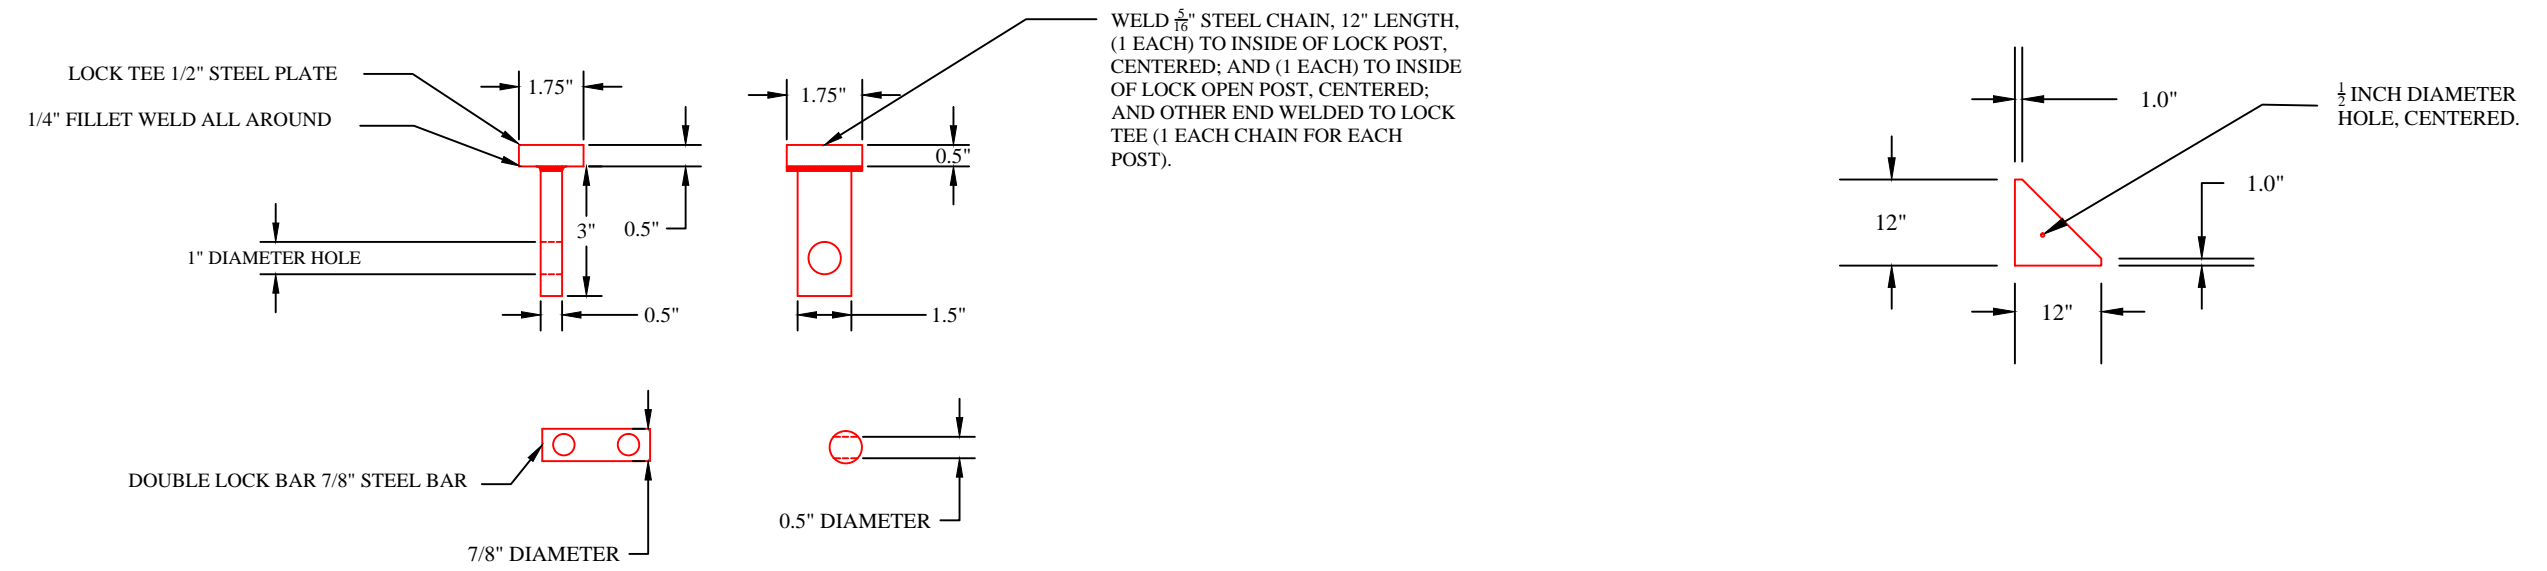 LOCK TEE 1/2" STEEL PLATE
1/4" FILLET WELD ALL AROUND
1.75"
3"
0.5"
1" DIAMETER HOLE
0.5"
1.75"
0.5"
1.5"
WELD 5/16" STEEL CHAIN, 12" LENGTH,
(1 EACH) TO INSIDE OF LOCK POST,
CENTERED; AND (1 EACH) TO INSIDE
OF LOCK OPEN POST, CENTERED;
AND OTHER END WELDED TO LOCK
TEE (1 EACH CHAIN FOR EACH
POST).
1.0"
1/2 INCH DIAMETER
HOLE, CENTERED.
1.0"
12"
12"
DOUBLE LOCK BAR 7/8" STEEL BAR
7/8" DIAMETER
0.5" DIAMETER